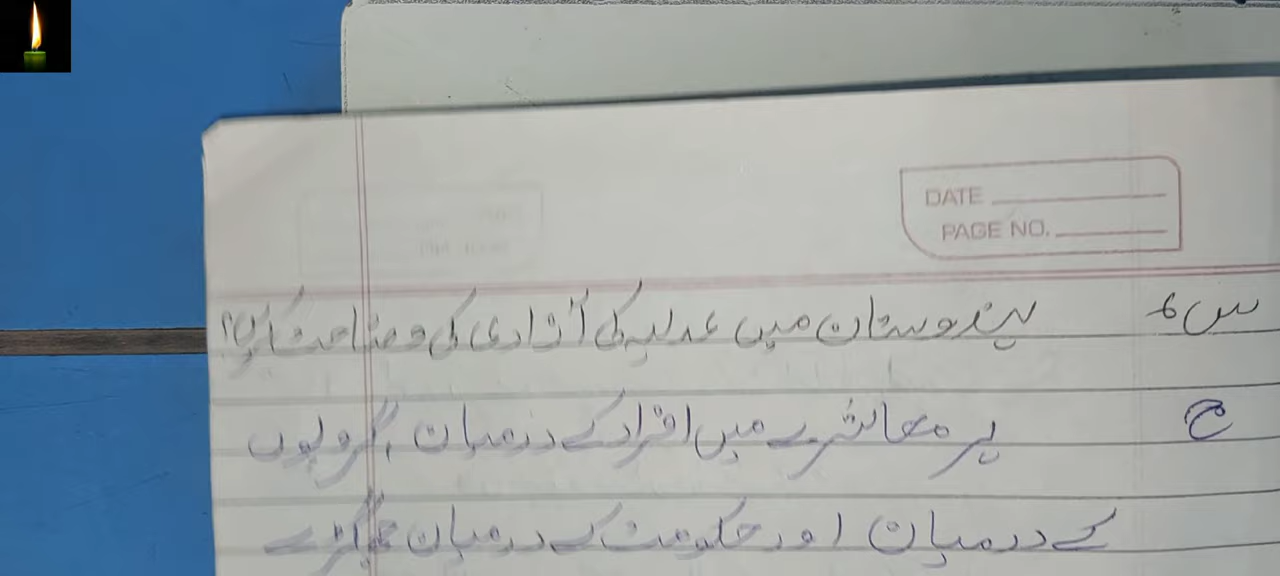 DATE
PAGE NO.
س ۶ ہندوستان میں عدلیہ کی آزادی کی وضاحت کریں؟
ج ہر معاشرے میں افراد کے درمیان، گروہوں
کے درمیان اور حکومت کے درمیان جھگڑے